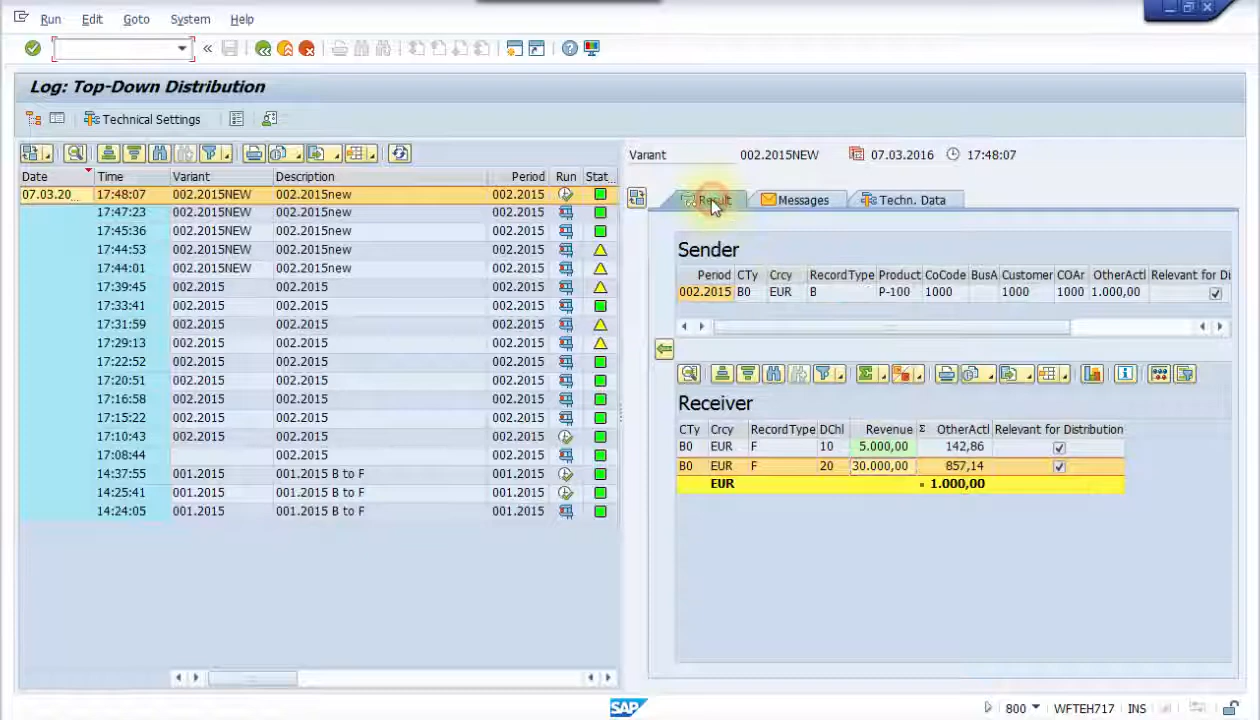 Run Edit Goto System Help
Log: Top-Down Distribution
Technical Settings
Date Time Variant Description Period Run Stat...
07.03.20... 17:48:07 002.2015NEW 002.2015new 002.2015
17:47:23 002.2015NEW 002.2015new 002.2015
17:45:36 002.2015NEW 002.2015new 002.2015
17:44:53 002.2015NEW 002.2015new 002.2015
17:44:01 002.2015NEW 002.2015new 002.2015
17:39:45 002.2015 002.2015 002.2015
17:33:41 002.2015 002.2015 002.2015
17:31:59 002.2015 002.2015 002.2015
17:29:13 002.2015 002.2015 002.2015
17:22:52 002.2015 002.2015 002.2015
17:20:51 002.2015 002.2015 002.2015
17:16:58 002.2015 002.2015 002.2015
17:15:22 002.2015 002.2015 002.2015
17:10:43 002.2015 002.2015 002.2015
17:08:44 002.2015 002.2015
14:37:55 001.2015 001.2015 B to F 001.2015
14:25:41 001.2015 001.2015 B to F 001.2015
14:24:05 001.2015 001.2015 B to F 001.2015
Variant 002.2015NEW 07.03.2016 17:48:07
Result Messages Techn. Data
Sender
Period CTy Crcy RecordType Product CoCode BusA Customer COAr OtherActl Relevant for Di
002.2015 B0 EUR B P-100 1000 1000 1000 1.000,00
Receiver
CTy Crcy RecordType DChl Revenue Σ OtherActl Relevant for Distribution
B0 EUR F 10 5.000,00 142,86
B0 EUR F 20 30.000,00 857,14
EUR 1.000,00
SAP 800 WFTEH717 INS